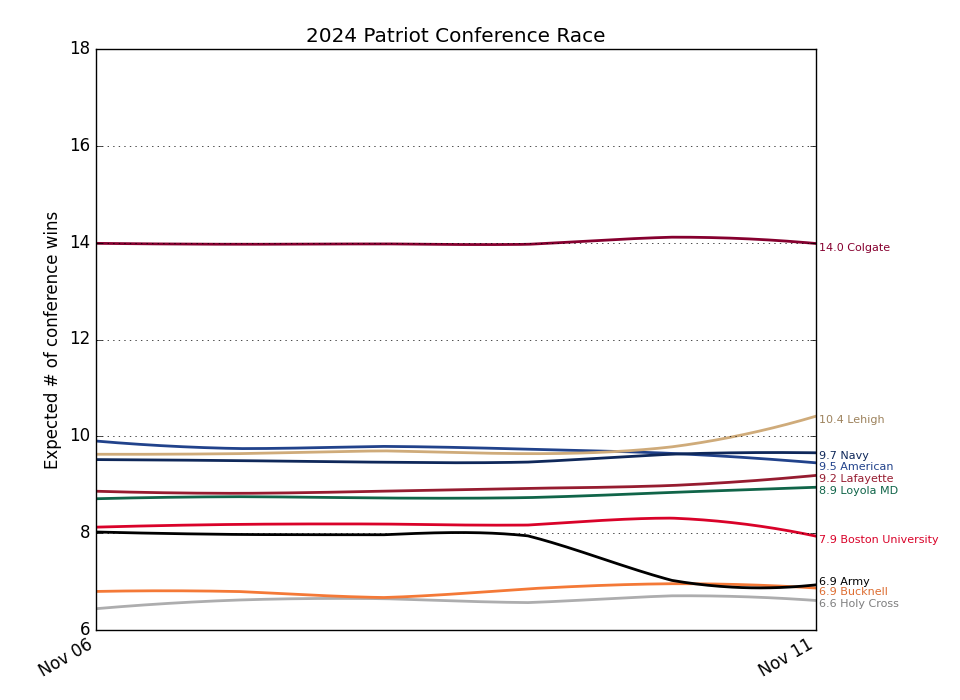 2024 Patriot Conference Race
Expected # of conference wins
18
16
14
12
10
8
6
14.0 Colgate
10.4 Lehigh
9.7 Navy
9.5 American
9.2 Lafayette
8.9 Loyola MD
7.9 Boston University
6.9 Army
6.9 Bucknell
6.6 Holy Cross
Nov 06
Nov 11